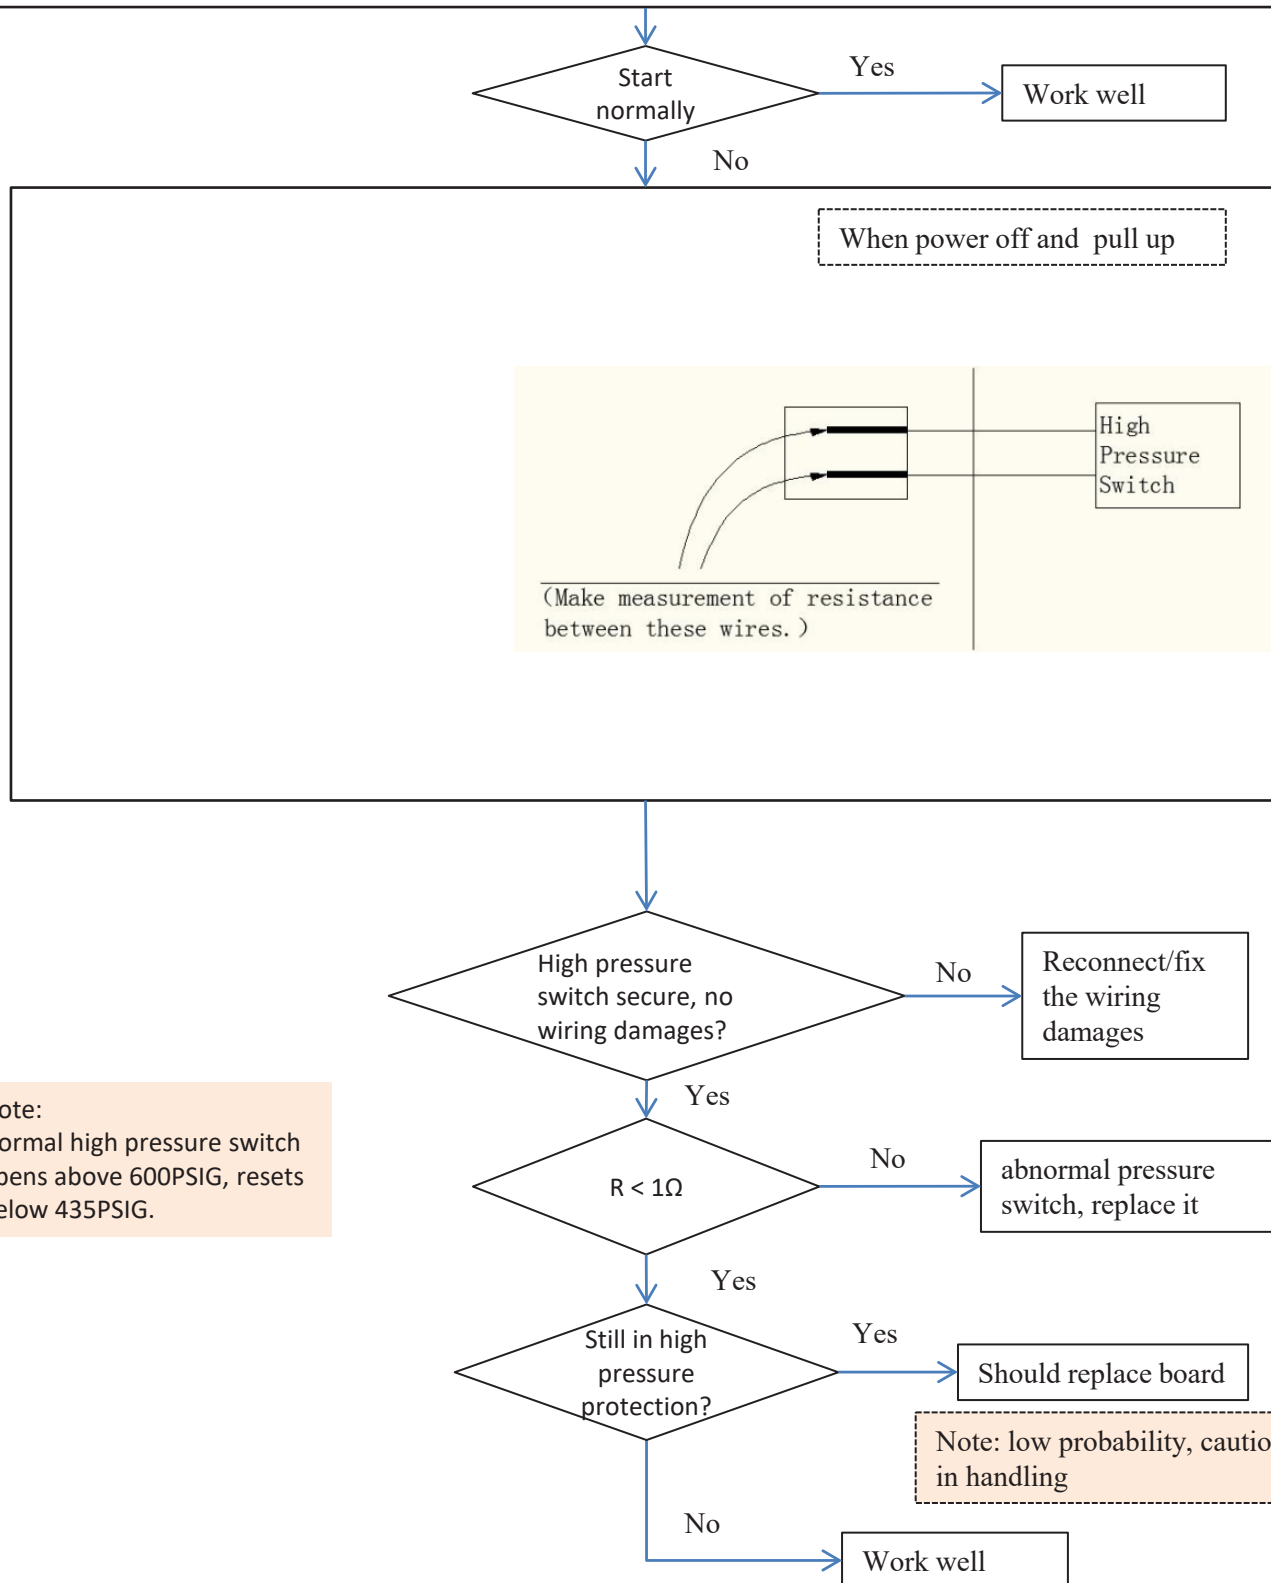 Start
normally
Yes
Work well
No
When power off and pull up
High
Pressure
Switch
(Make measurement of resistance
between these wires.)
High pressure
switch secure, no
wiring damages?
No
Reconnect/fix
the wiring
damages
Yes
ote:
ormal high pressure switch
pens above 600PSIG, resets
elow 435PSIG.
R < 1Ω
No
abnormal pressure
switch, replace it
Yes
Still in high
pressure
protection?
Yes
Should replace board
Note: low probability, cautio
in handling
No
Work well